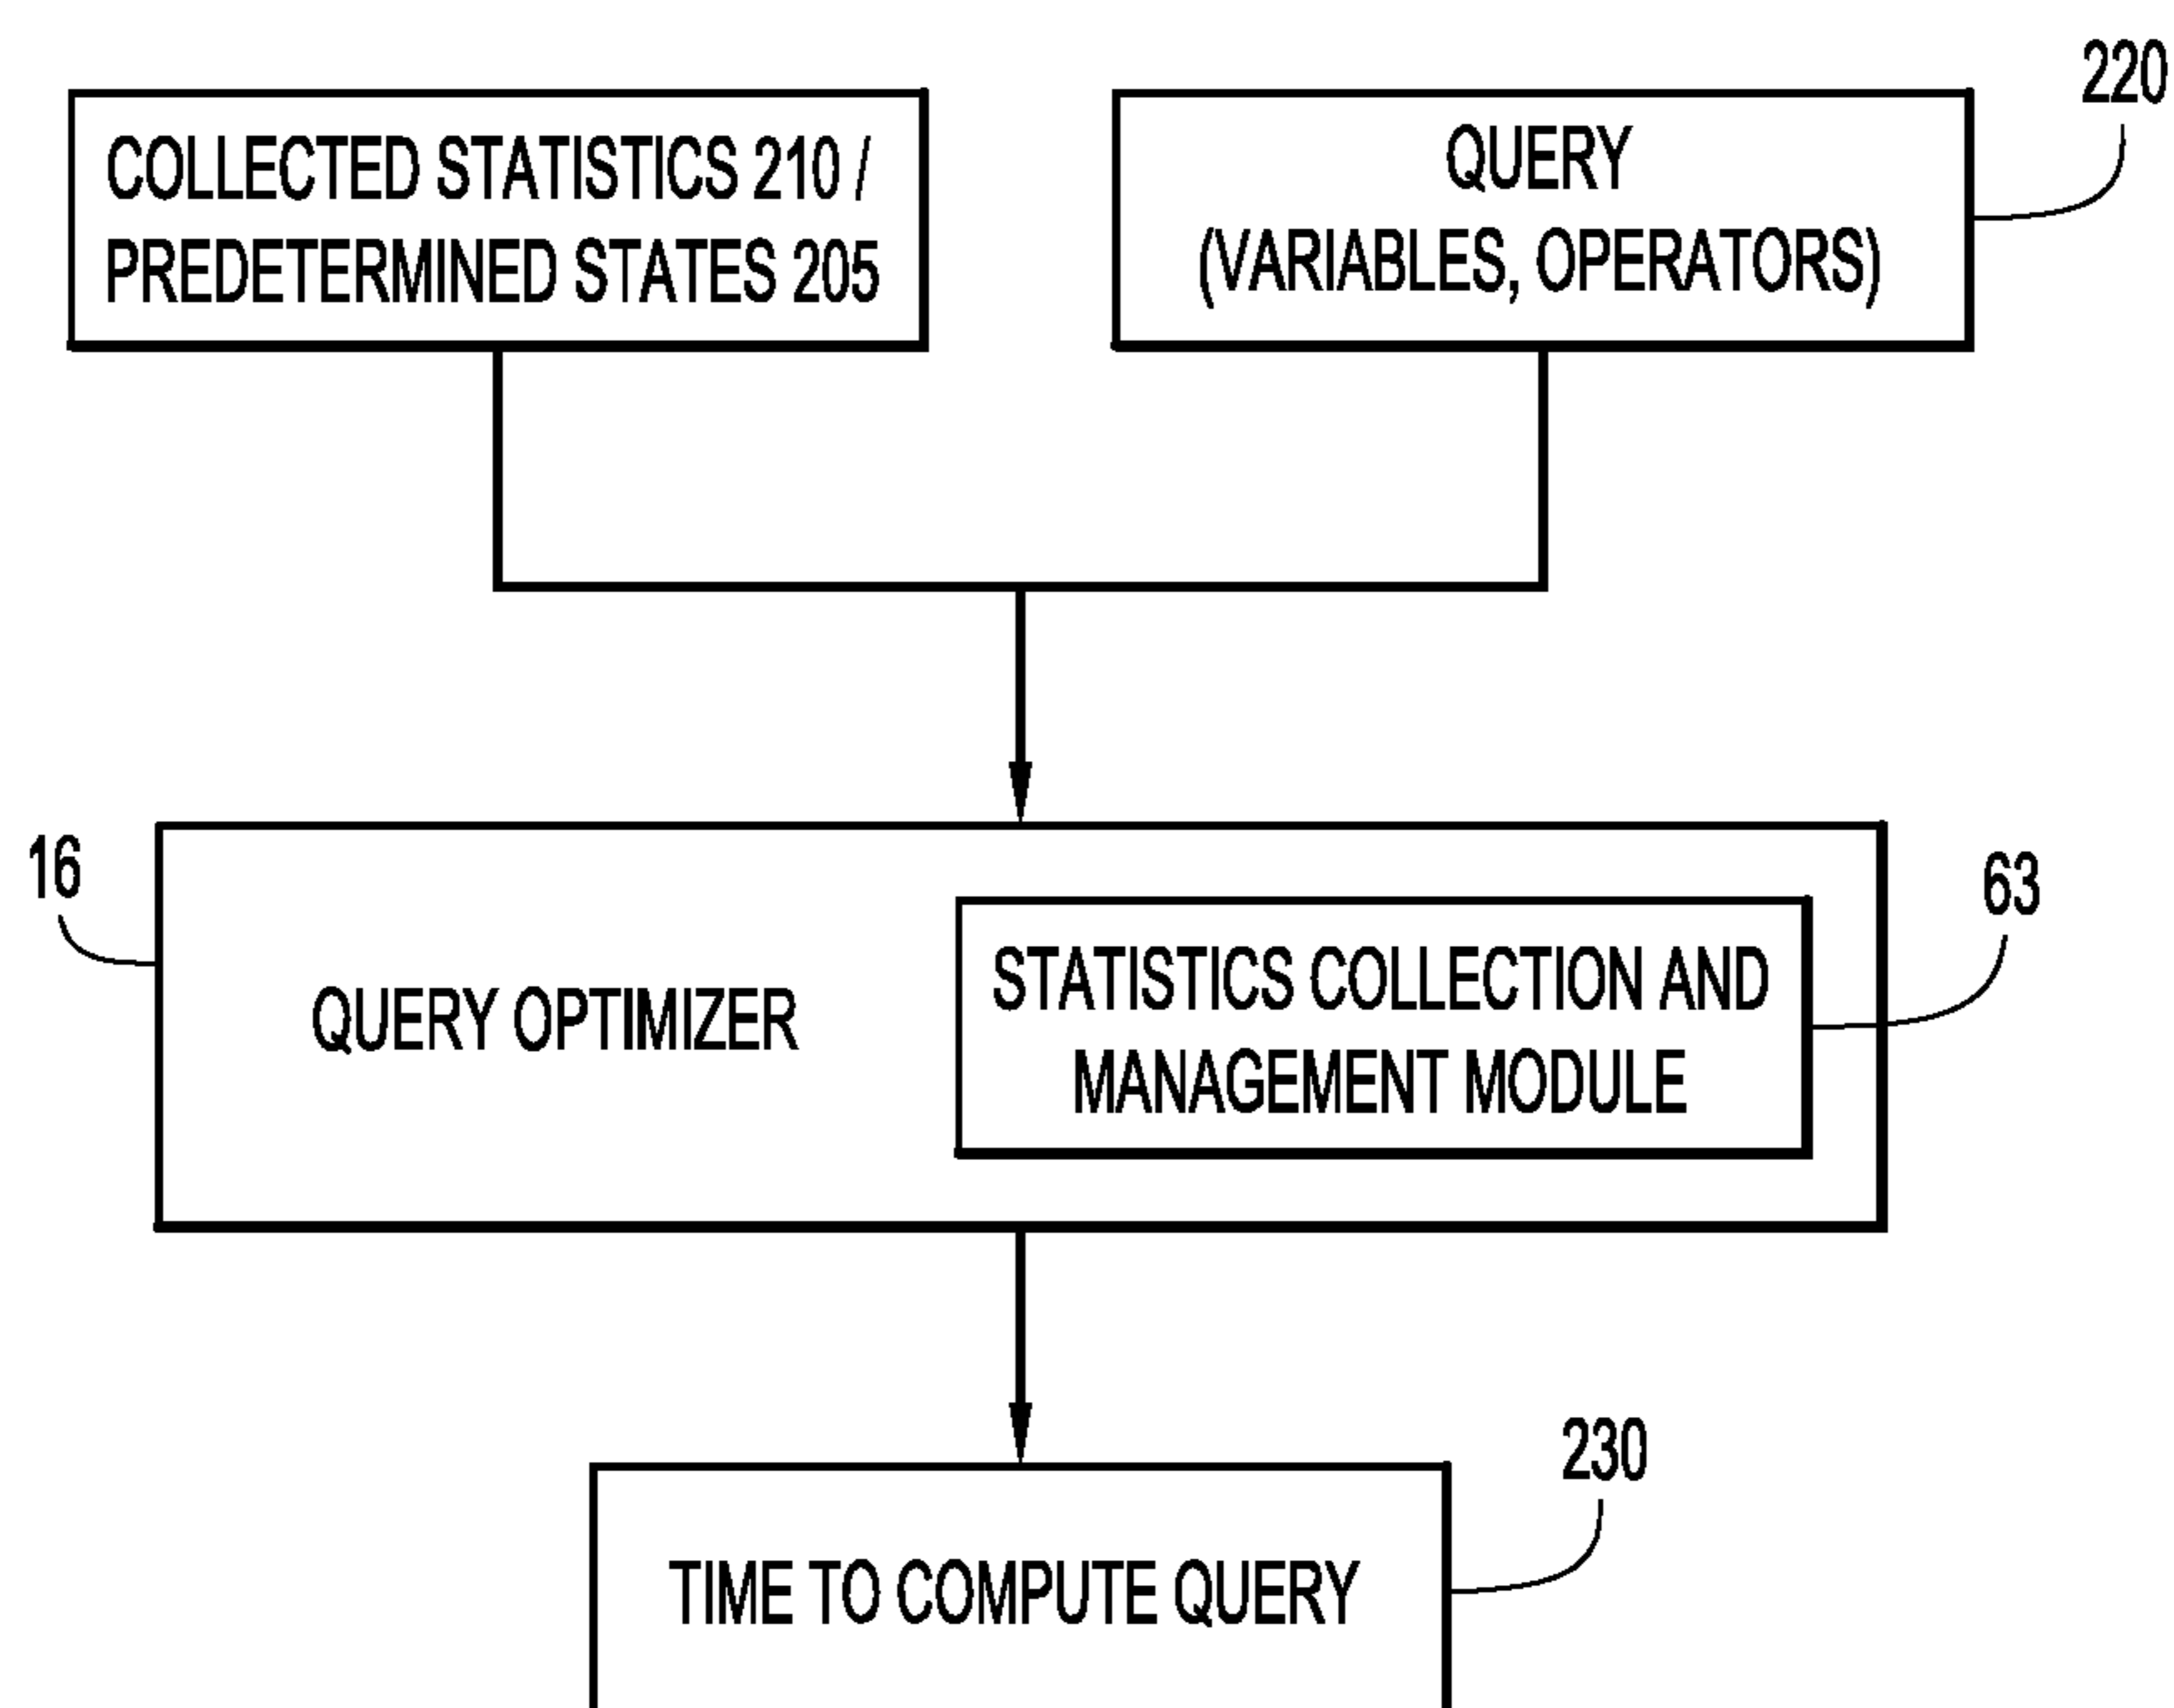 220
COLLECTED STATISTICS 210 /
PREDETERMINED STATES 205
QUERY
(VARIABLES, OPERATORS)
16
63
QUERY OPTIMIZER
STATISTICS COLLECTION AND
MANAGEMENT MODULE
230
TIME TO COMPUTE QUERY